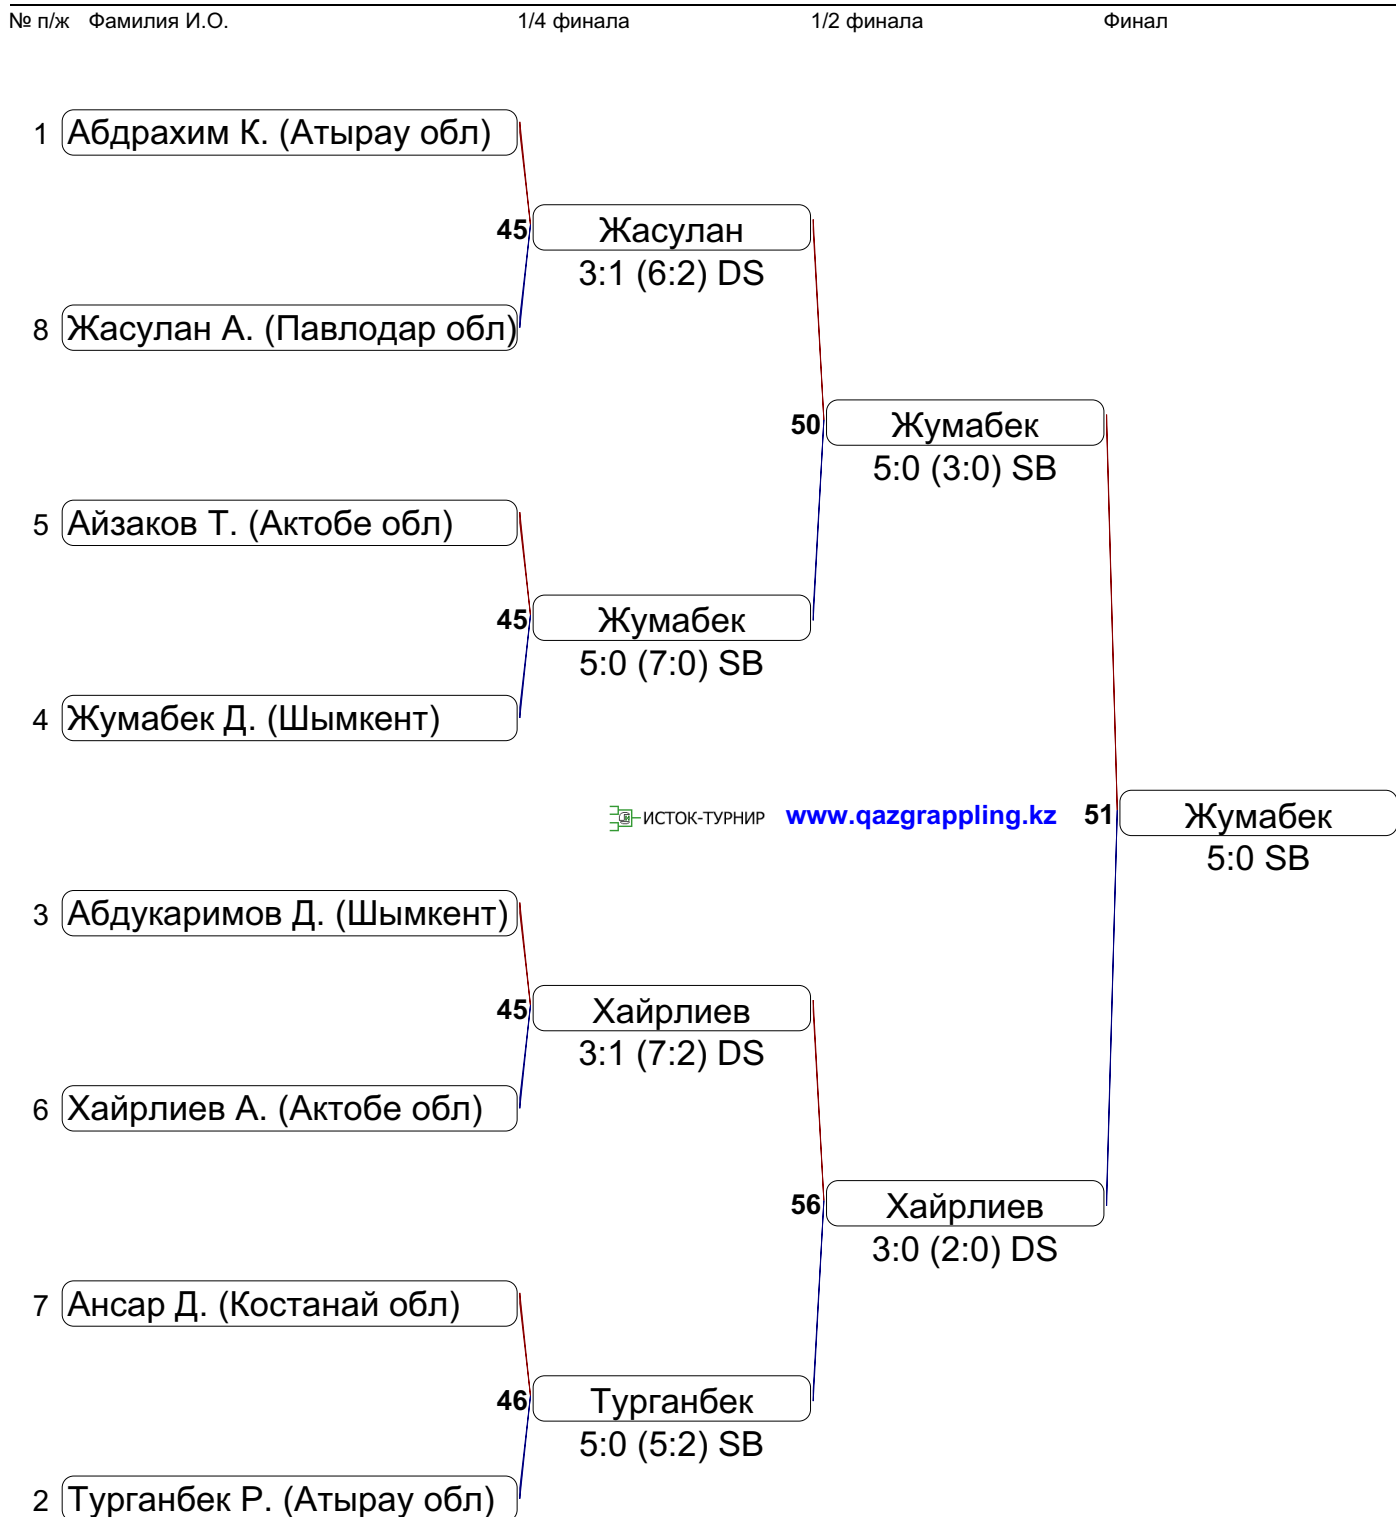 № п/ж Фамилия И.О. 1/4 финала 1/2 финала Финал
1 Абдрахим К. (Атырау обл)
45 Жасулан
3:1 (6:2) DS
8 Жасулан А. (Павлодар обл)
50 Жумабек
5:0 (3:0) SB
5 Айзаков Т. (Актобе обл)
45 Жумабек
5:0 (7:0) SB
4 Жумабек Д. (Шымкент)
ИСТОК-ТУРНИР www.qazgrappling.kz 51 Жумабек
5:0 SB
3 Абдукаримов Д. (Шымкент)
45 Хайрлиев
3:1 (7:2) DS
6 Хайрлиев А. (Актобе обл)
56 Хайрлиев
3:0 (2:0) DS
7 Ансар Д. (Костанай обл)
46 Турганбек
5:0 (5:2) SB
2 Турганбек Р. (Атырау обл)